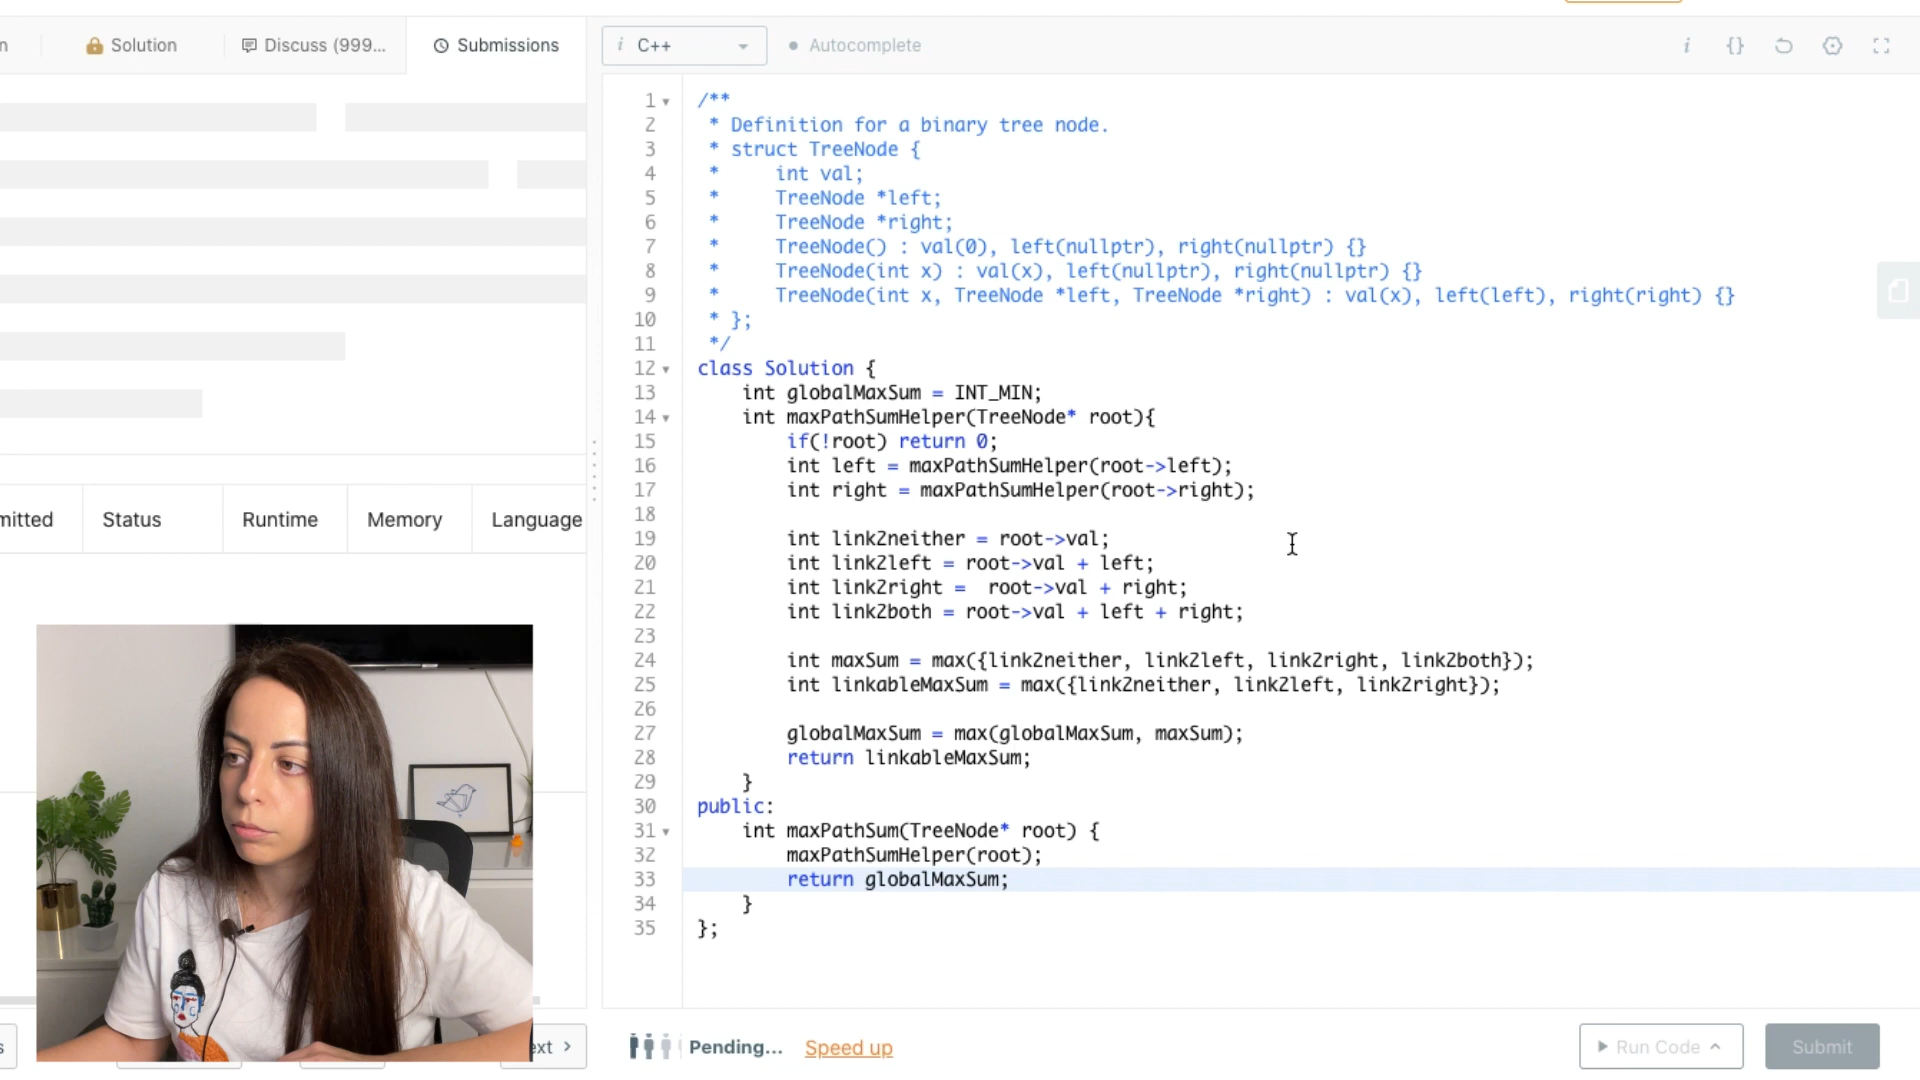 Solution
Discuss (999...
Submissions
i C++
Autocomplete
i {}
1 /**
2 * Definition for a binary tree node.
3 * struct TreeNode {
4 *     int val;
5 *     TreeNode *left;
6 *     TreeNode *right;
7 *     TreeNode() : val(0), left(nullptr), right(nullptr) {}
8 *     TreeNode(int x) : val(x), left(nullptr), right(nullptr) {}
9 *     TreeNode(int x, TreeNode *left, TreeNode *right) : val(x), left(left), right(right) {}
10 * };
11 */
12 class Solution {
13     int globalMaxSum = INT_MIN;
14     int maxPathSumHelper(TreeNode* root){
15         if(!root) return 0;
16         int left = maxPathSumHelper(root->left);
17         int right = maxPathSumHelper(root->right);
18
19         int link2neither = root->val;
20         int link2left = root->val + left;
21         int link2right =  root->val + right;
22         int link2both = root->val + left + right;
23
24         int maxSum = max({link2neither, link2left, link2right, link2both});
25         int linkableMaxSum = max({link2neither, link2left, link2right});
26
27         globalMaxSum = max(globalMaxSum, maxSum);
28         return linkableMaxSum;
29     }
30 public:
31     int maxPathSum(TreeNode* root) {
32         maxPathSumHelper(root);
33         return globalMaxSum;
34     }
35 };
mitted
Status
Runtime
Memory
Language
ext >
Pending...
Speed up
Run Code
Submit